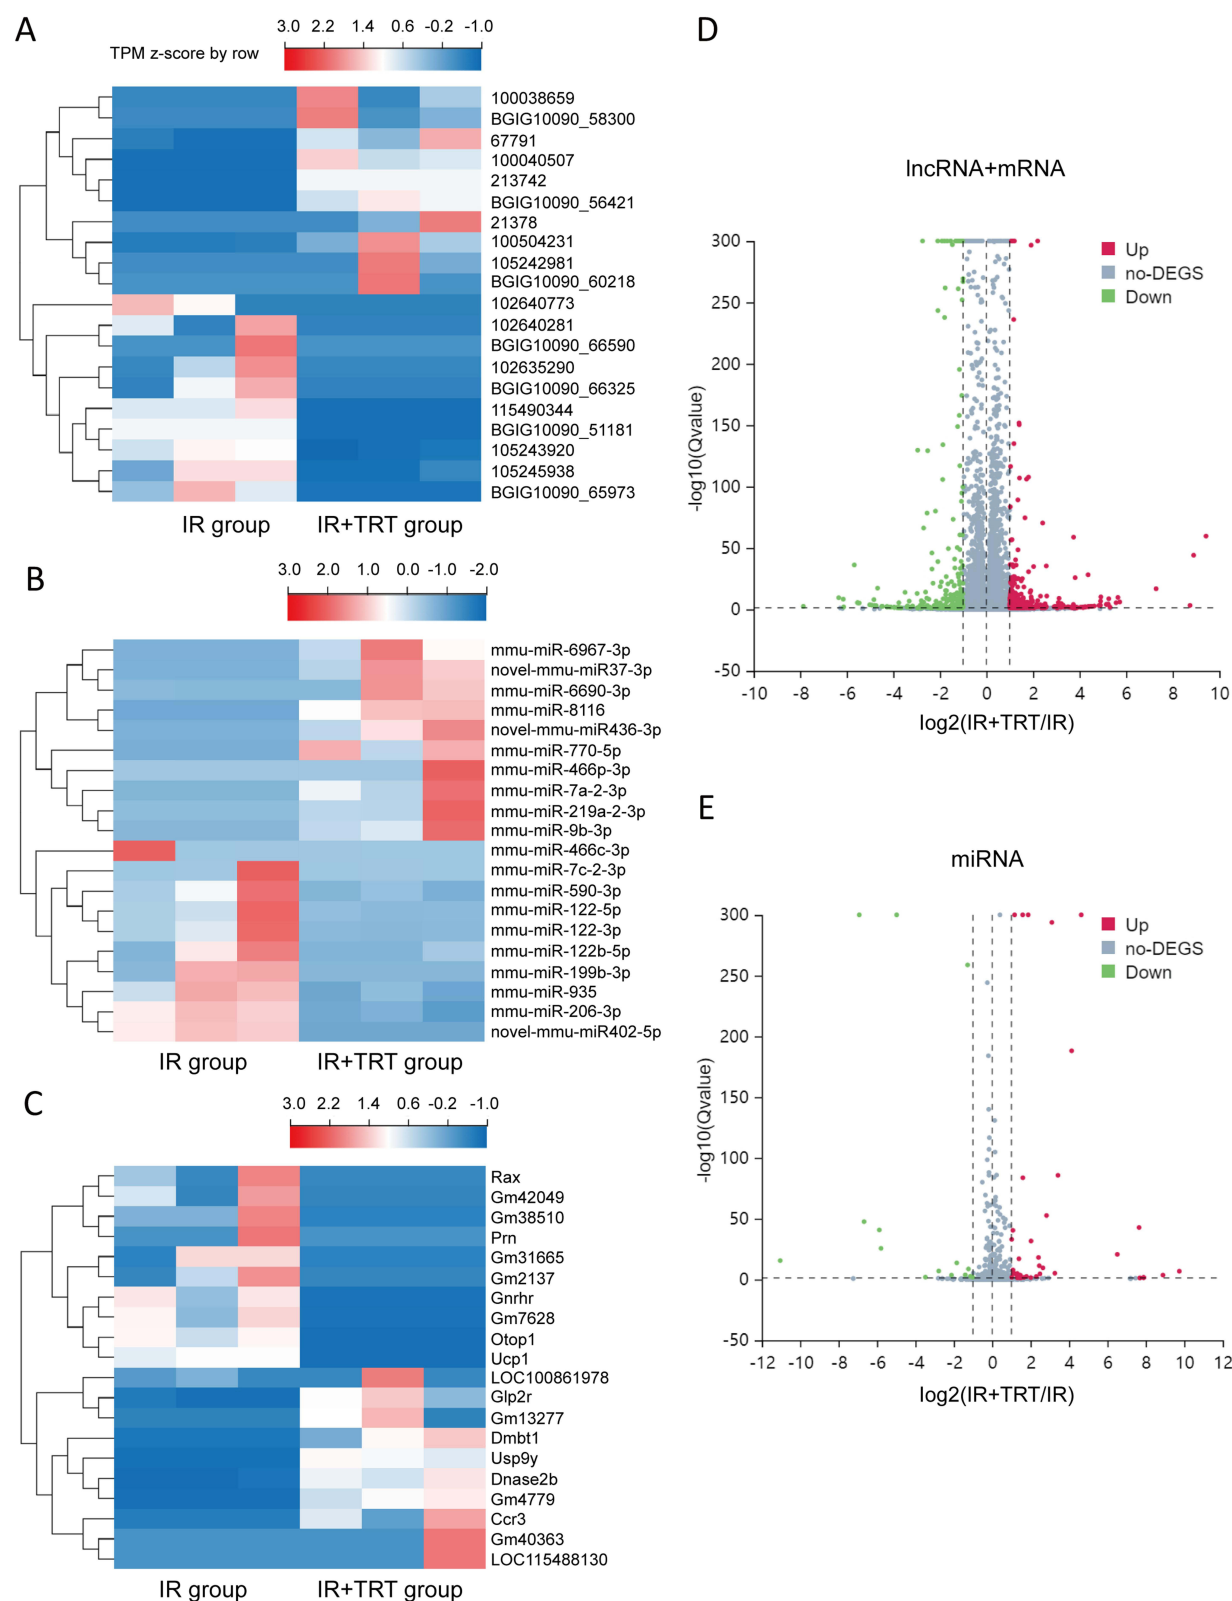 A
3.0 2.2 1.4 0.6 -0.2 -1.0
TPM z-score by row
100038659
BGIG10090_58300
67791
100040507
213742
BGIG10090_56421
21378
100504231
105242981
BGIG10090_60218
102640773
102640281
BGIG10090_66590
102635290
BGIG10090_66325
115490344
BGIG10090_51181
105243920
105245938
BGIG10090_65973
IR group IR+TRT group
B
3.0 2.0 1.0 0.0 -1.0 -2.0
mmu-miR-6967-3p
novel-mmu-miR37-3p
mmu-miR-6690-3p
mmu-miR-8116
novel-mmu-miR436-3p
mmu-miR-770-5p
mmu-miR-466p-3p
mmu-miR-7a-2-3p
mmu-miR-219a-2-3p
mmu-miR-9b-3p
mmu-miR-466c-3p
mmu-miR-7c-2-3p
mmu-miR-590-3p
mmu-miR-122-5p
mmu-miR-122-3p
mmu-miR-122b-5p
mmu-miR-199b-3p
mmu-miR-935
mmu-miR-206-3p
novel-mmu-miR402-5p
IR group IR+TRT group
C
3.0 2.2 1.4 0.6 -0.2 -1.0
Rax
Gm42049
Gm38510
Prn
Gm31665
Gm2137
Gnrhr
Gm7628
Otop1
Ucp1
LOC100861978
Glp2r
Gm13277
Dmbt1
Usp9y
Dnase2b
Gm4779
Ccr3
Gm40363
LOC115488130
IR group IR+TRT group
D
lncRNA+mRNA
Up
no-DEGS
Down
-log10(Qvalue)
300
250
200
150
100
50
0
-50
-10 -8 -6 -4 -2 0 2 4 6 8 10
log2(IR+TRT/IR)
E
miRNA
Up
no-DEGS
Down
-log10(Qvalue)
300
250
200
150
100
50
0
-50
-12 -10 -8 -6 -4 -2 0 2 4 6 8 10 12
log2(IR+TRT/IR)